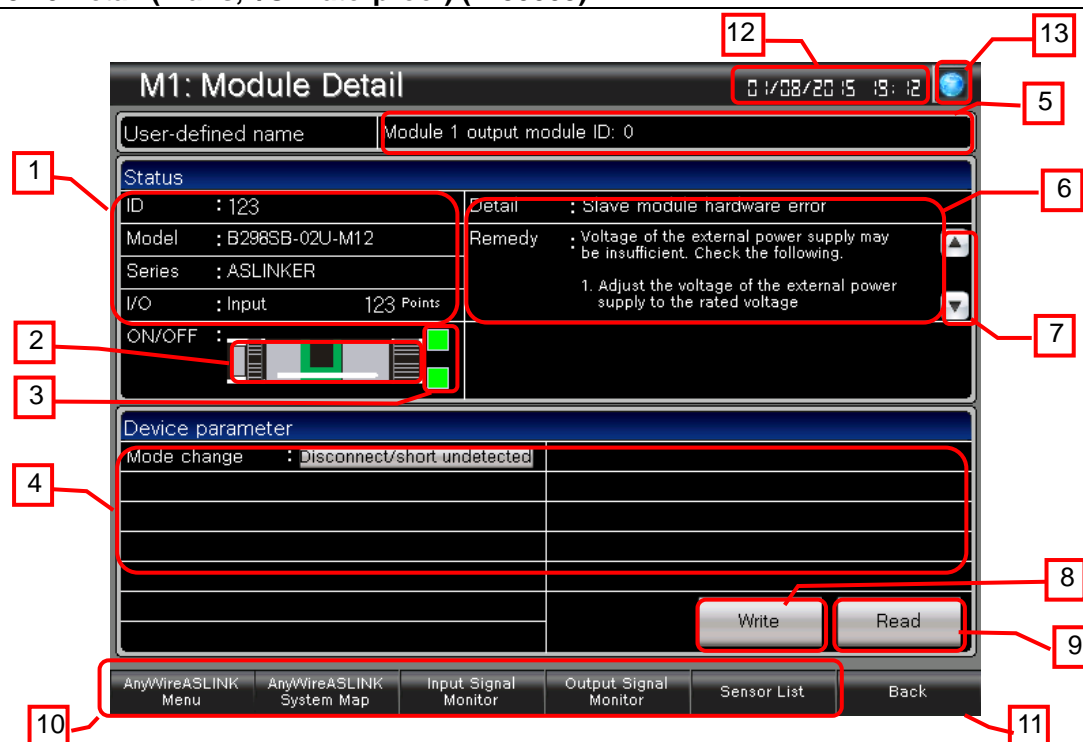 12
13
M1: Module Detail
01/08/2015 19:12
5
User-defined name
Module 1 output module ID: 0
1
Status
6
ID : 123
Detail : Slave module hardware error
Model : B298SB-02U-M12
Remedy : Voltage of the external power supply may
be insufficient. Check the following.
Series : ASLINKER
1. Adjust the voltage of the external power
supply to the rated voltage
I/O : Input 123 Points
2
ON/OFF :
7
3
Device parameter
Mode change : Disconnect/short undetected
4
8
Write
Read
9
AnyWireASLINK
Menu
AnyWireASLINK
System Map
Input Signal
Monitor
Output Signal
Monitor
Sensor List
Back
10
11